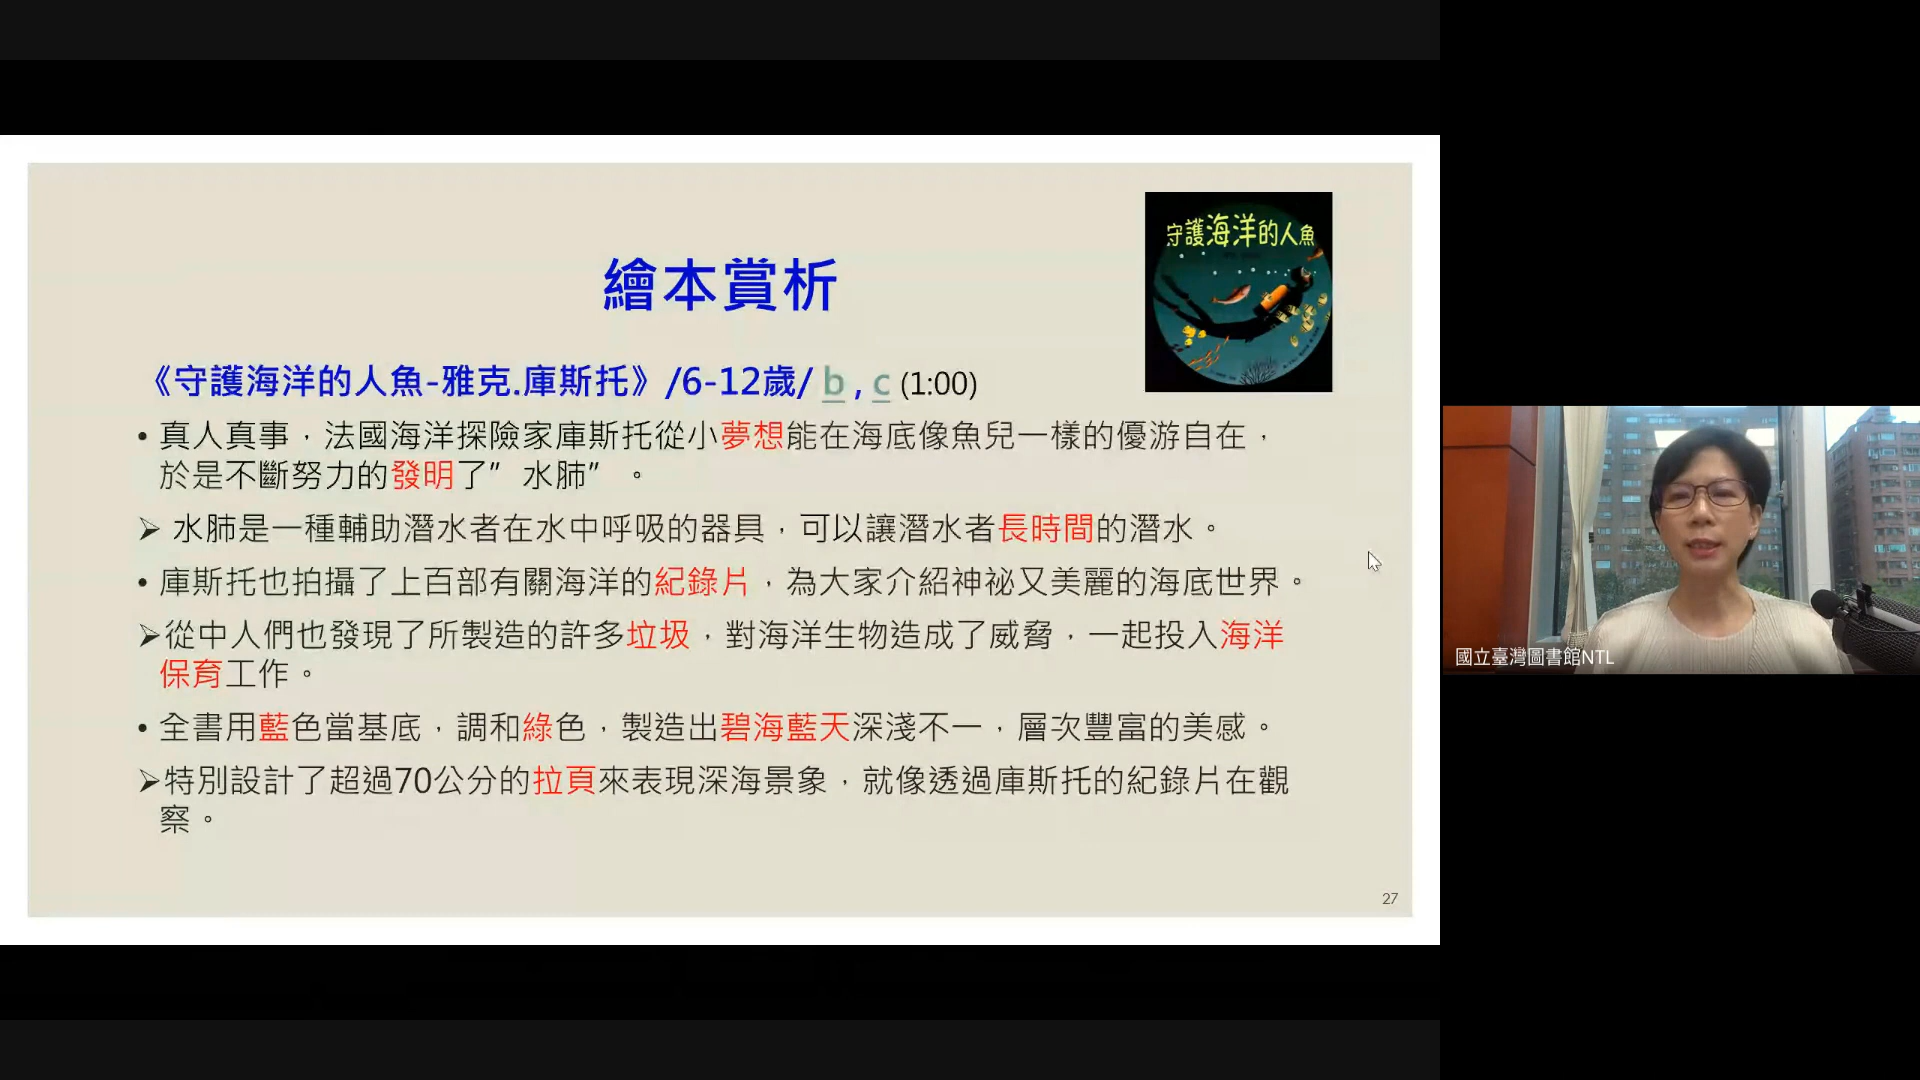 守護海洋的人魚
繪本賞析
《守護海洋的人魚-雅克.庫斯托》/6-12歲/ b , c (1:00)
• 真人真事，法國海洋探險家庫斯托從小夢想能在海底像魚兒一樣的優游自在，
於是不斷努力的發明了”水肺”。
➢ 水肺是一種輔助潛水者在水中呼吸的器具，可以讓潛水者長時間的潛水。
• 庫斯托也拍攝了上百部有關海洋的紀錄片，為大家介紹神祕又美麗的海底世界。
➢從中人們也發現了所製造的許多垃圾，對海洋生物造成了威脅，一起投入海洋
保育工作。
• 全書用藍色當基底，調和綠色，製造出碧海藍天深淺不一，層次豐富的美感。
➢特別設計了超過70公分的拉頁來表現深海景象，就像透過庫斯托的紀錄片在觀
察。
27
國立臺灣圖書館NTL